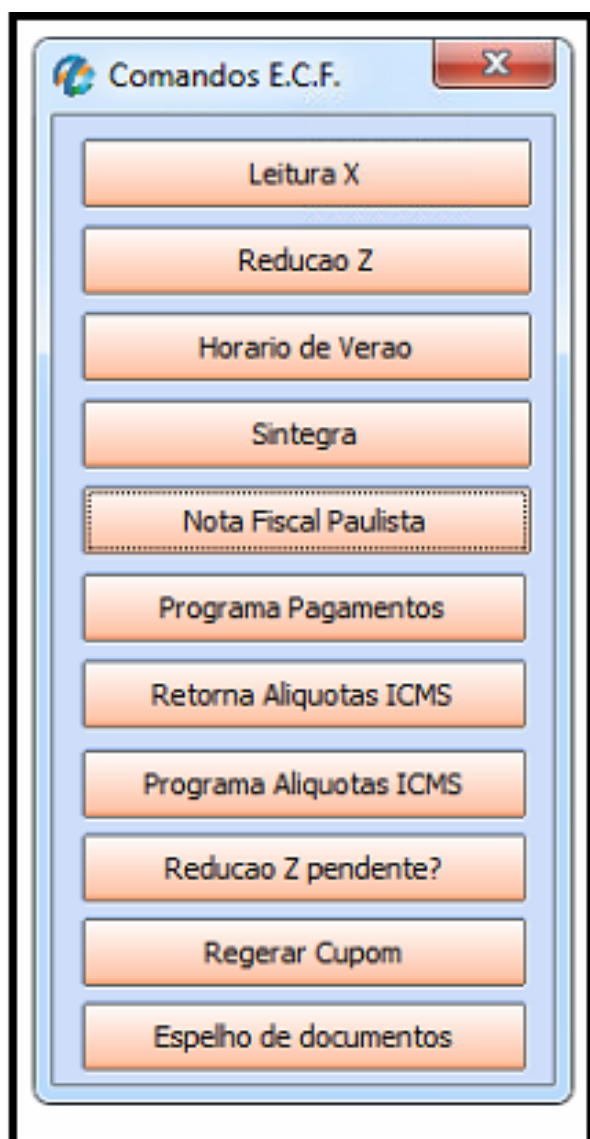 Comandos E.C.F.
Leitura X
Reducao Z
Horario de Verao
Sintegra
Nota Fiscal Paulista
Programa Pagamentos
Retorna Aliquotas ICMS
Programa Aliquotas ICMS
Reducao Z pendente?
Regerar Cupom
Espelho de documentos